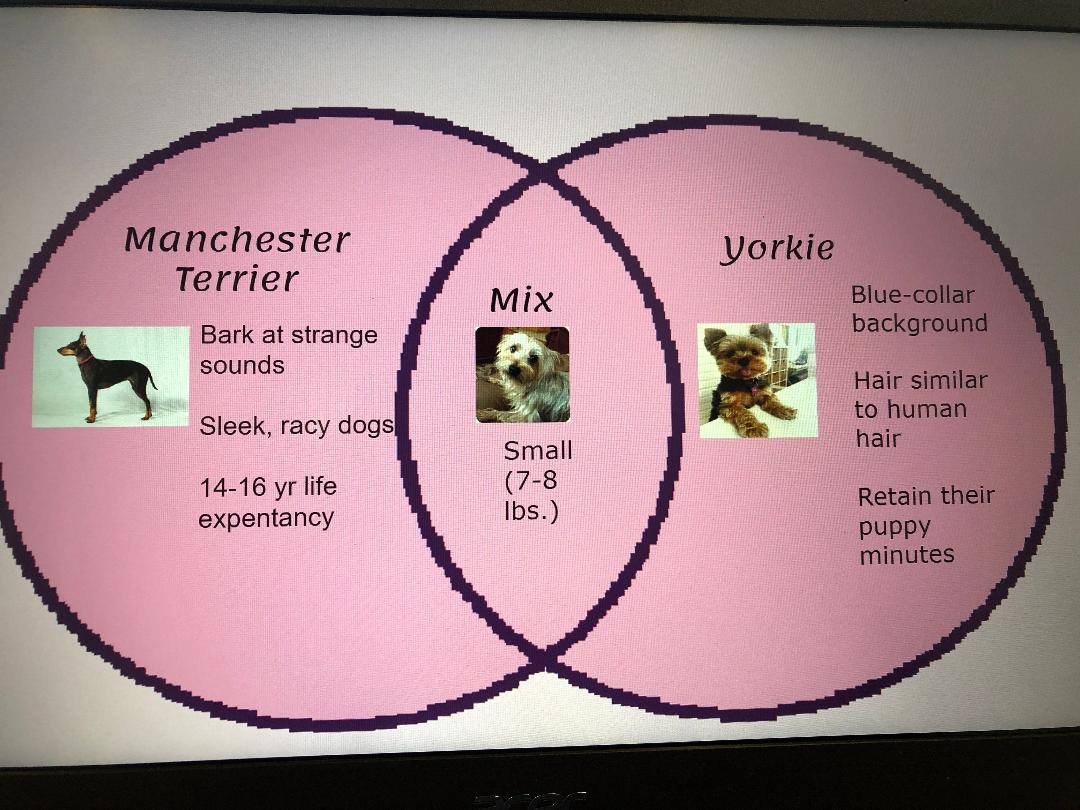 Manchester
Terrier
Bark at strange
sounds
Sleek, racy dogs
14-16 yr life
expentancy
Mix
Small
(7-8
lbs.)
Yorkie
Blue-collar
background
Hair similar
to human
hair
Retain their
puppy
minutes
acer